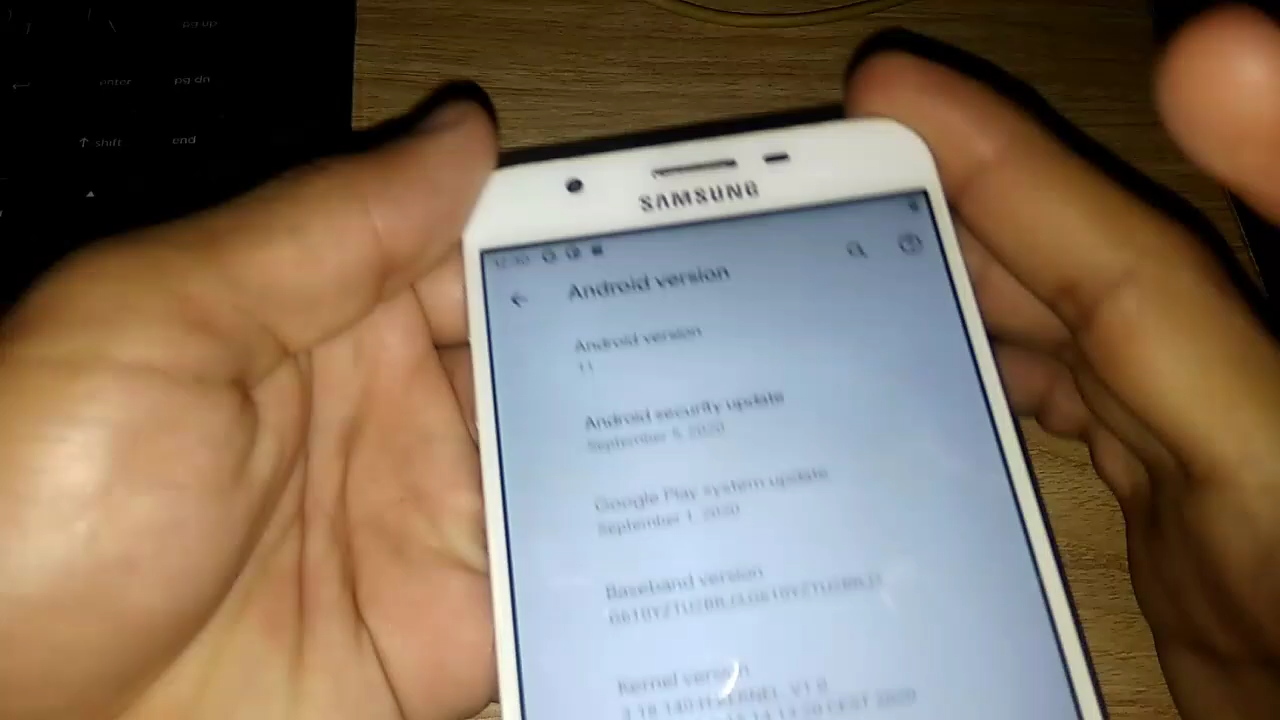 pg up
enter
pg dn
shift
end
SAMSUNG
Android version
Android version
11
Android security update
September 5, 2020
Google Play system update
September 1, 2020
Baseband version
Kernel version